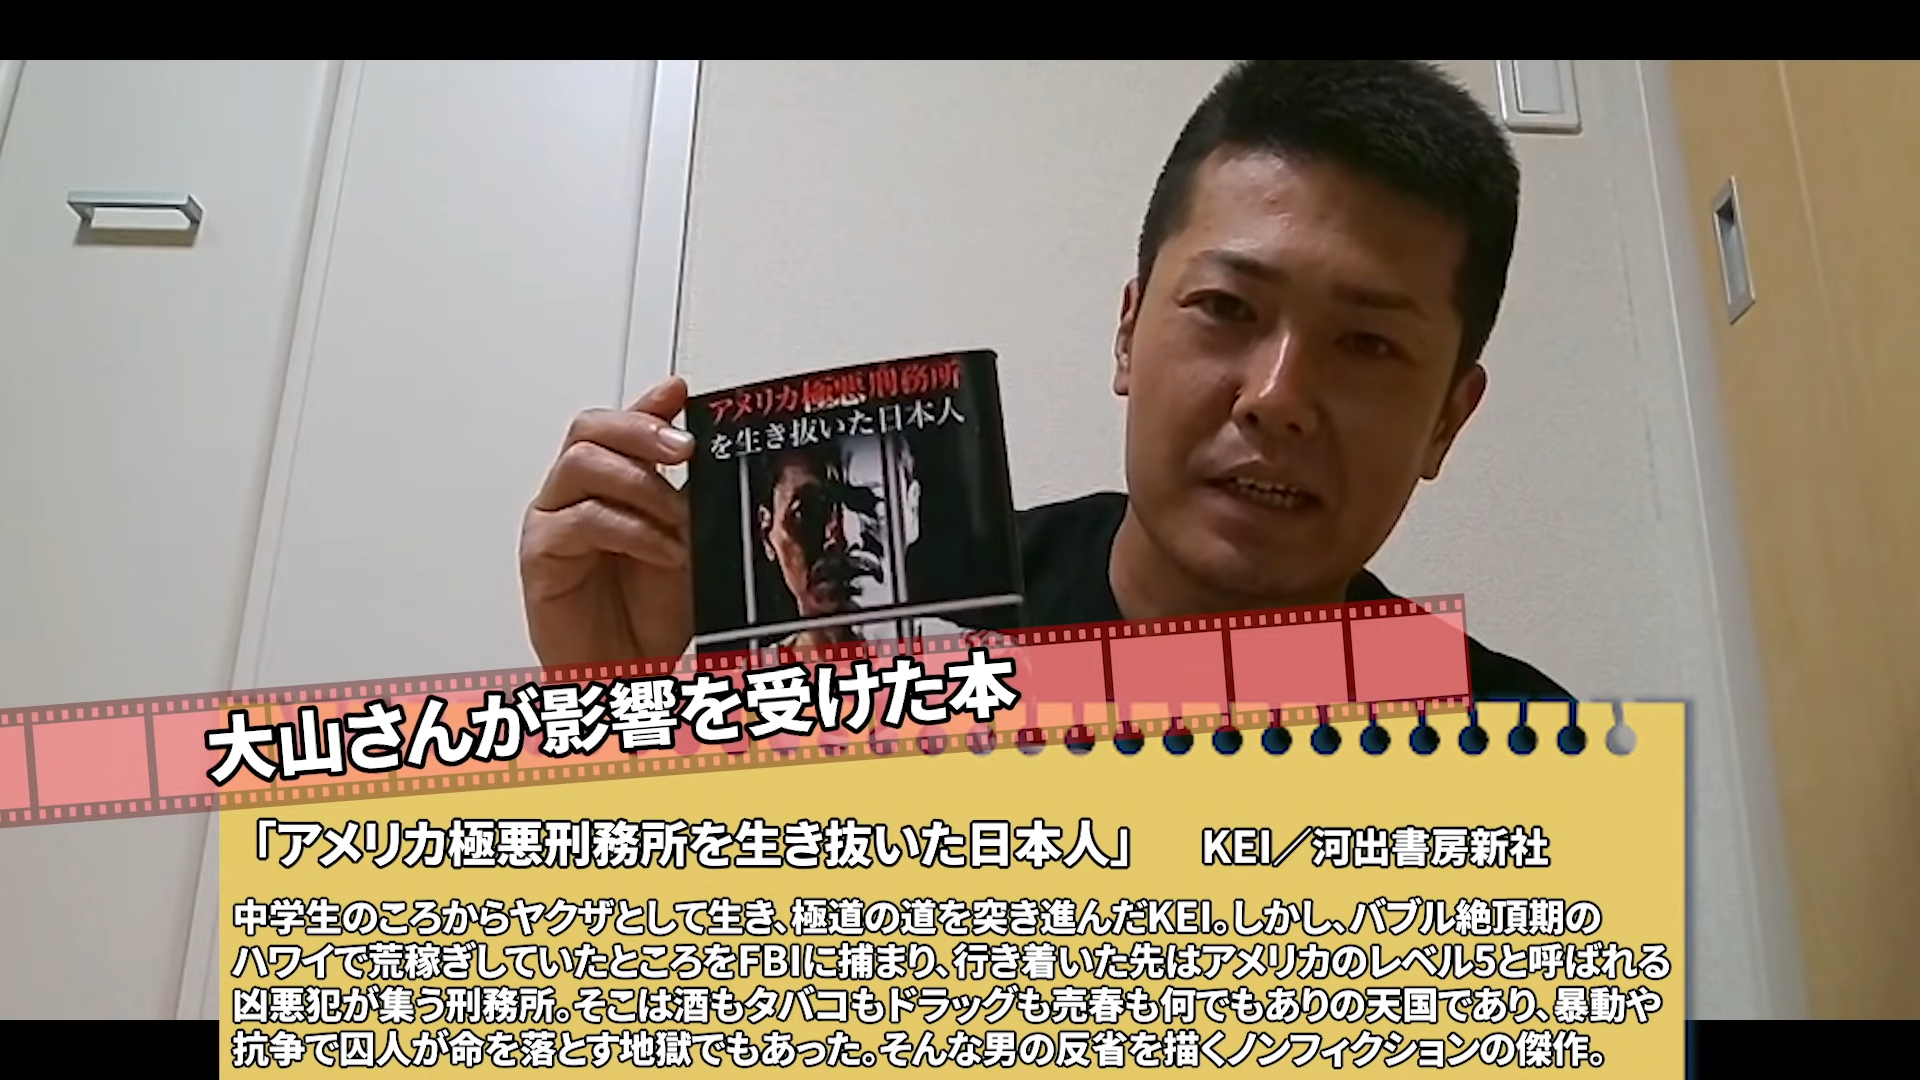 アメリカ極悪刑務所
を生き抜いた日本人
大山さんが影響を受けた本
「アメリカ極悪刑務所を生き抜いた日本人」 KEI／河出書房新社
中学生のころからヤクザとして生き、極道の道を突き進んだKEI。しかし、バブル絶頂期の
ハワイで荒稼ぎしていたところをFBIに捕まり、行き着いた先はアメリカのレベル5と呼ばれる
凶悪犯が集う刑務所。そこは酒もタバコもドラッグも売春も何でもありの天国であり、暴動や
抗争で囚人が命を落とす地獄でもあった。そんな男の反省を描くノンフィクションの傑作。